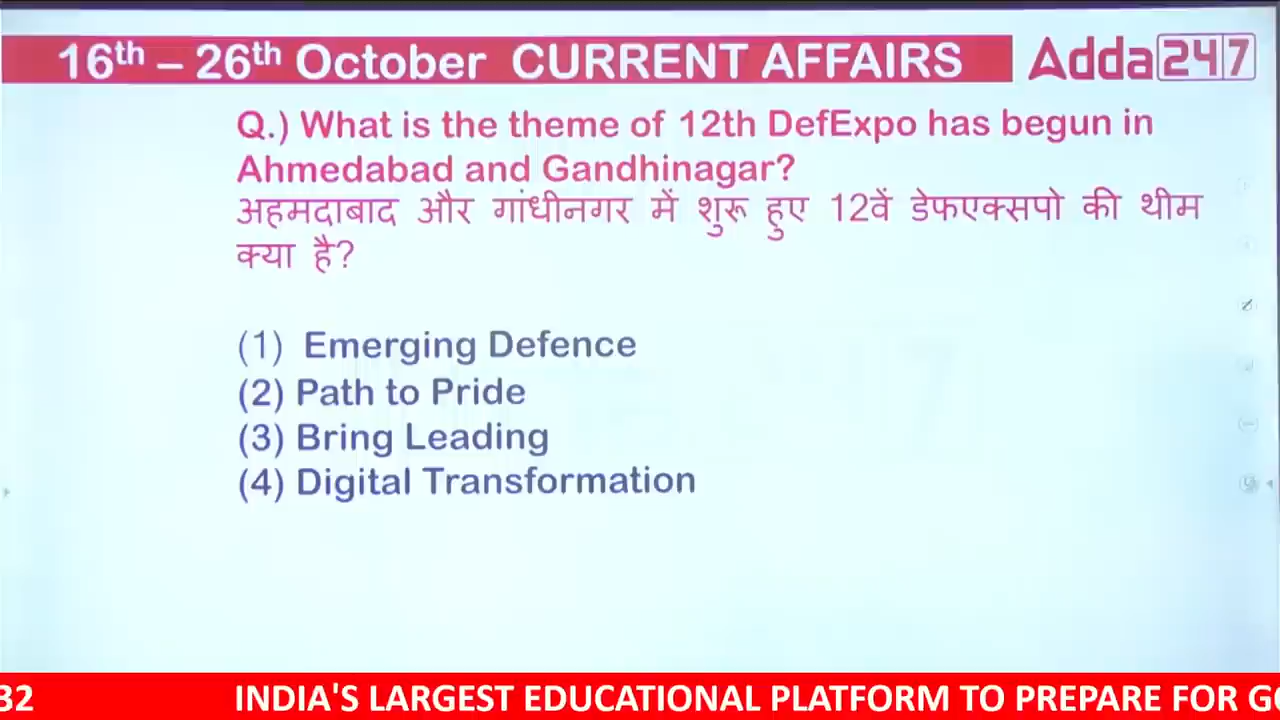 16th – 26th October CURRENT AFFAIRS
Adda247
Q.) What is the theme of 12th DefExpo has begun in
Ahmedabad and Gandhinagar?
अहमदाबाद और गांधीनगर में शुरू हुए 12वें डेफएक्सपो की थीम
क्या है?
(1) Emerging Defence
(2) Path to Pride
(3) Bring Leading
(4) Digital Transformation
32 INDIA'S LARGEST EDUCATIONAL PLATFORM TO PREPARE FOR